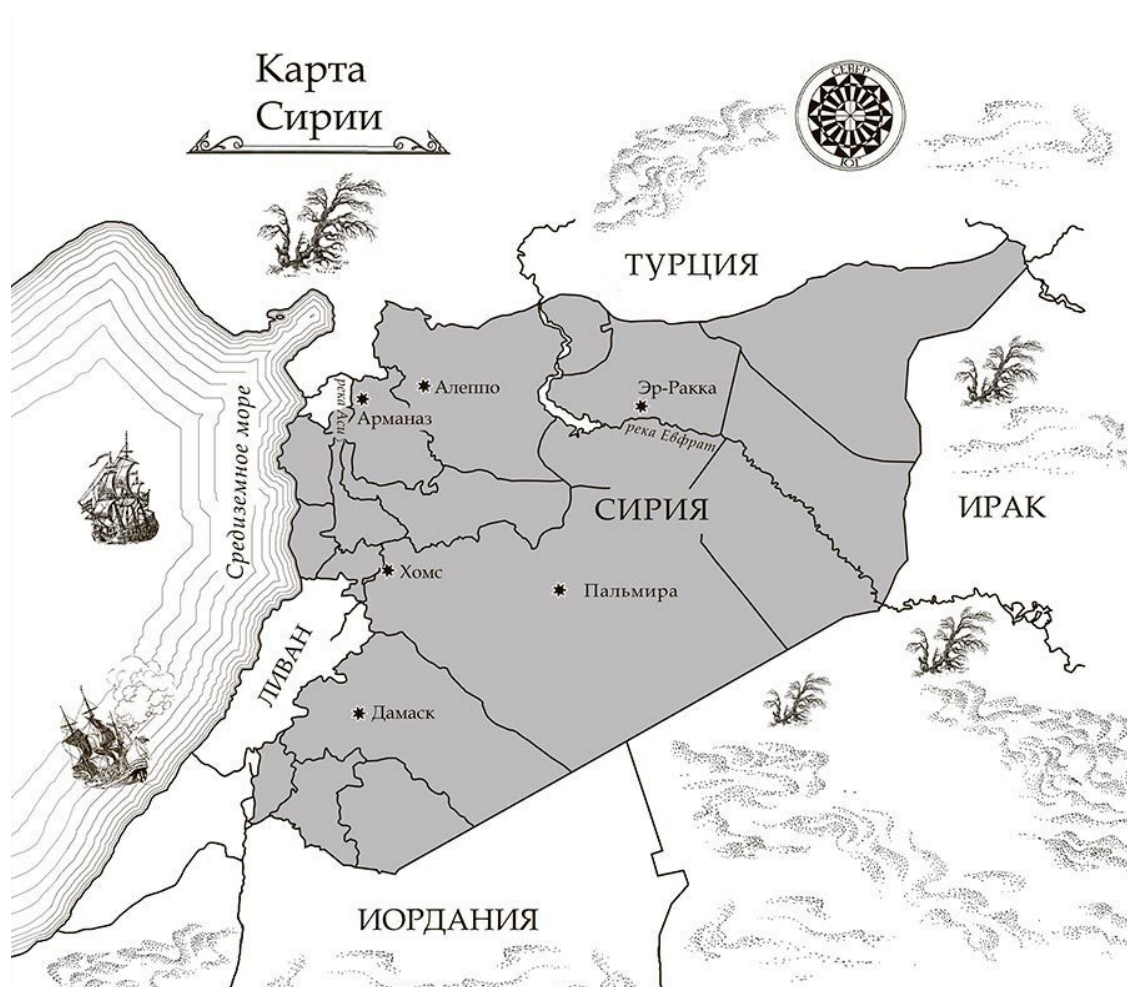 Карта
Сирии
СЕВЕР
ЮГ
ТУРЦИЯ
Алеппо
Эр-Ракка
река Аси
Арманаз
река Евфрат
Средиземное море
СИРИЯ
ИРАК
Хомс
Пальмира
ЛИВАН
Дамаск
ИОРДАНИЯ